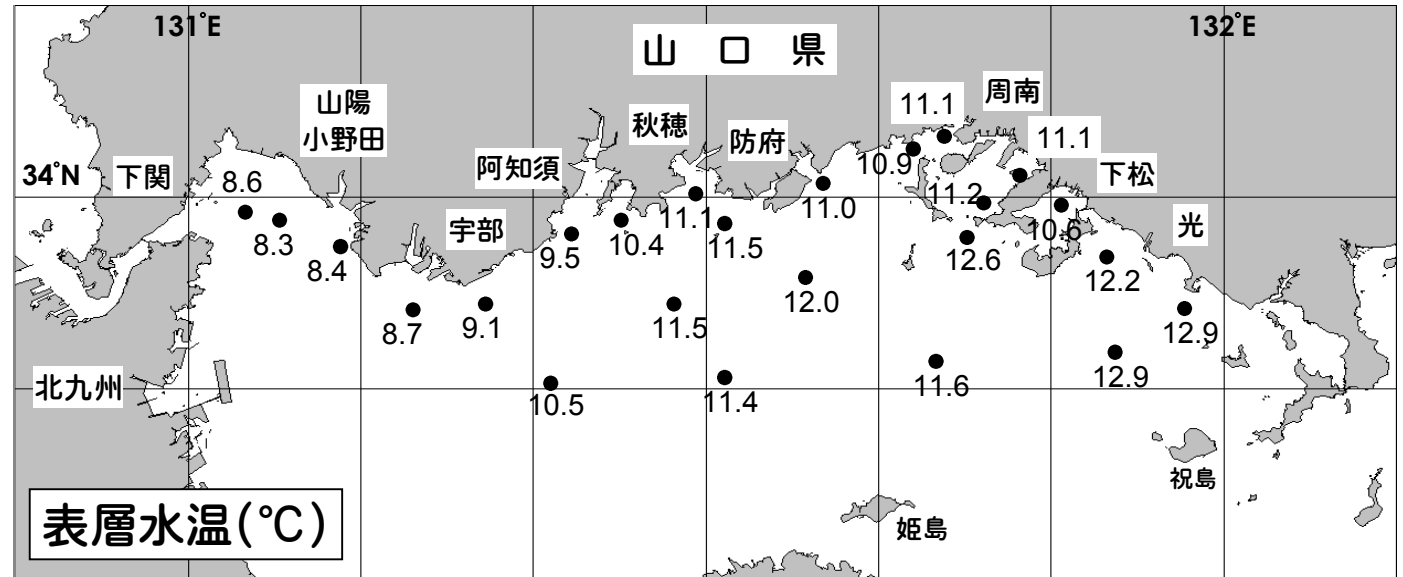 131°E
132°E
山 口 県
山陽
小野田
秋穂
防府
周南
11.1
11.1
10.9
阿知須
34°N
下関
下松
8.6
8.3
8.4
宇部
9.5
10.4
11.1
11.5
11.0
11.2
12.6
10.6
光
12.2
12.9
8.7
9.1
11.5
12.0
北九州
10.5
11.4
11.6
12.9
祝島
姫島
表層水温(℃)